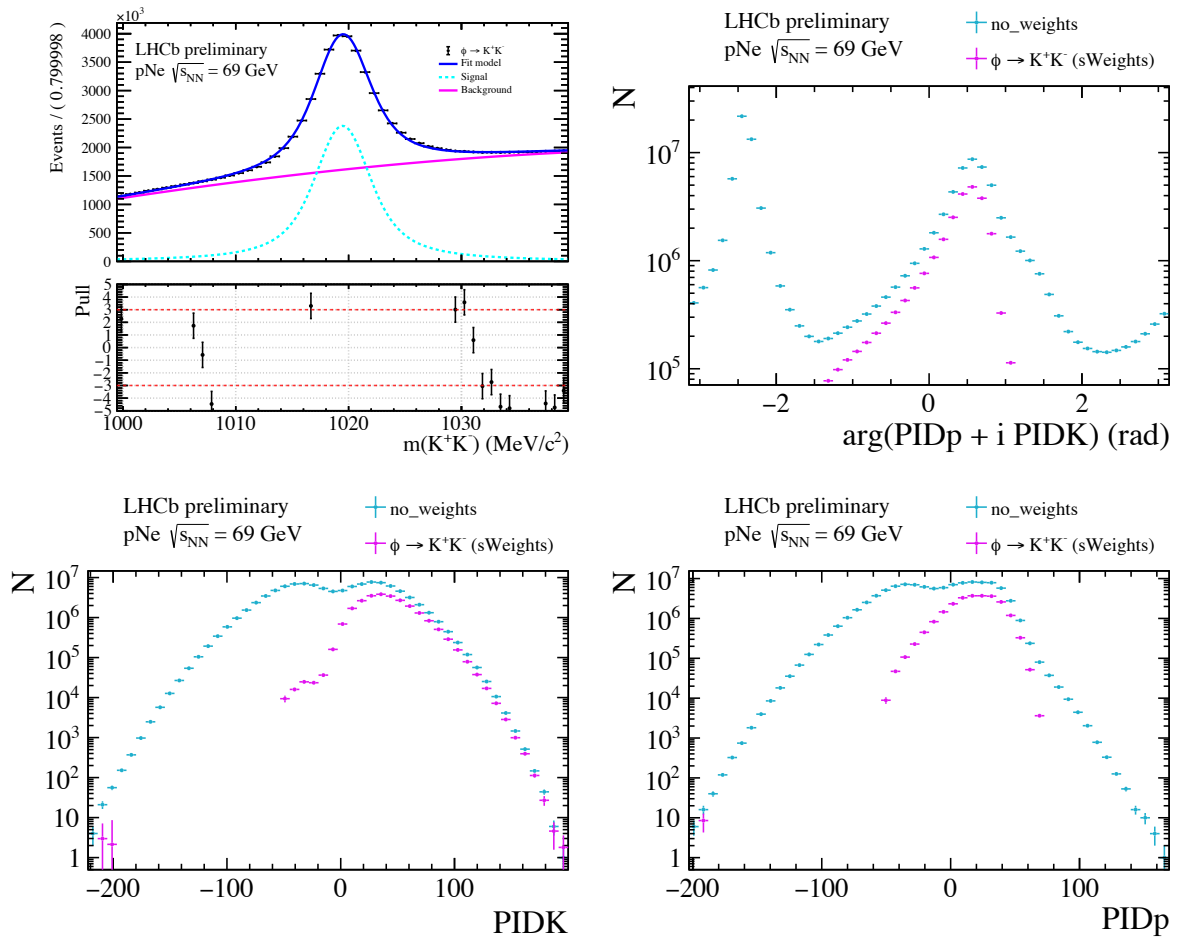 ×10³
Events / ( 0.799998 )
4000
3500
3000
2500
2000
1500
1000
500
0
LHCb preliminary
pNe √s_NN = 69 GeV
ϕ → K⁺K⁻
Fit model
Signal
Background
Pull
5
4
3
2
1
0
−1
−2
−3
−4
−5
1000 1010 1020 1030
m(K⁺K⁻) (MeV/c²)
LHCb preliminary
pNe √s_NN = 69 GeV
no_weights
ϕ → K⁺K⁻ (sWeights)
N
10⁷
10⁶
10⁵
−2 0 2
arg(PIDp + i PIDK) (rad)
LHCb preliminary
pNe √s_NN = 69 GeV
no_weights
ϕ → K⁺K⁻ (sWeights)
N
10⁷
10⁶
10⁵
10⁴
10³
10²
10
1
−200 −100 0 100
PIDK
LHCb preliminary
pNe √s_NN = 69 GeV
no_weights
ϕ → K⁺K⁻ (sWeights)
N
10⁷
10⁶
10⁵
10⁴
10³
10²
10
1
−200 −100 0 100
PIDp